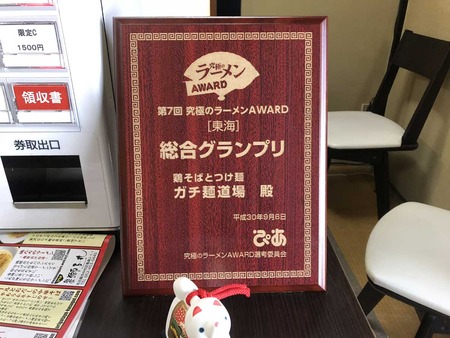 限定C
1500円
領収書
券取出口
究極の
ラーメン
AWARD
第7回 究極のラーメンAWARD
[東海]
総合グランプリ
鶏そばとつけ麺
ガチ麺道場 殿
平成30年9月6日
ぴあ
究極のラーメンAWARD選考委員会